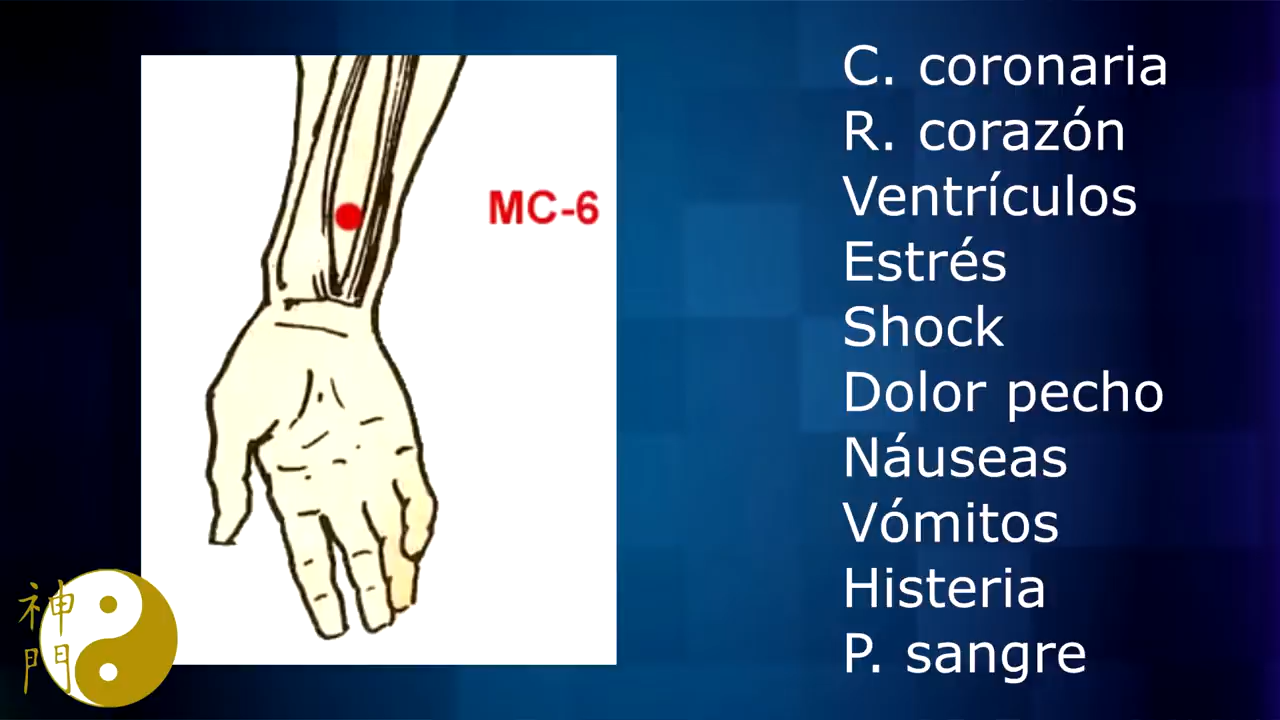 MC-6
C. coronaria
R. corazón
Ventrículos
Estrés
Shock
Dolor pecho
Náuseas
Vómitos
Histeria
P. sangre
神
門